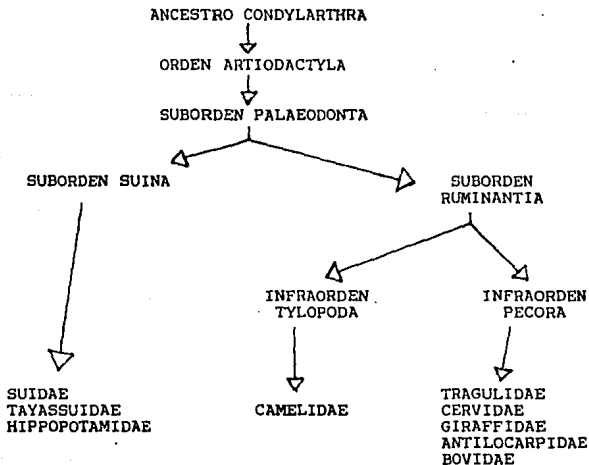 ANCESTRO CONDYLARTHRA
ORDEN ARTIODACTYLA
SUBORDEN PALAEODONTA
SUBORDEN SUINA
SUBORDEN
RUMINANTIA
INFRAORDEN
TYLOPODA
INFRAORDEN
PECORA
SUIDAE
TAYASSUIDAE
HIPPOPOTAMIDAE
CAMELIDAE
TRAGULIDAE
CERVIDAE
GIRAFFIDAE
ANTILOCARPIDAE
BOVIDAE